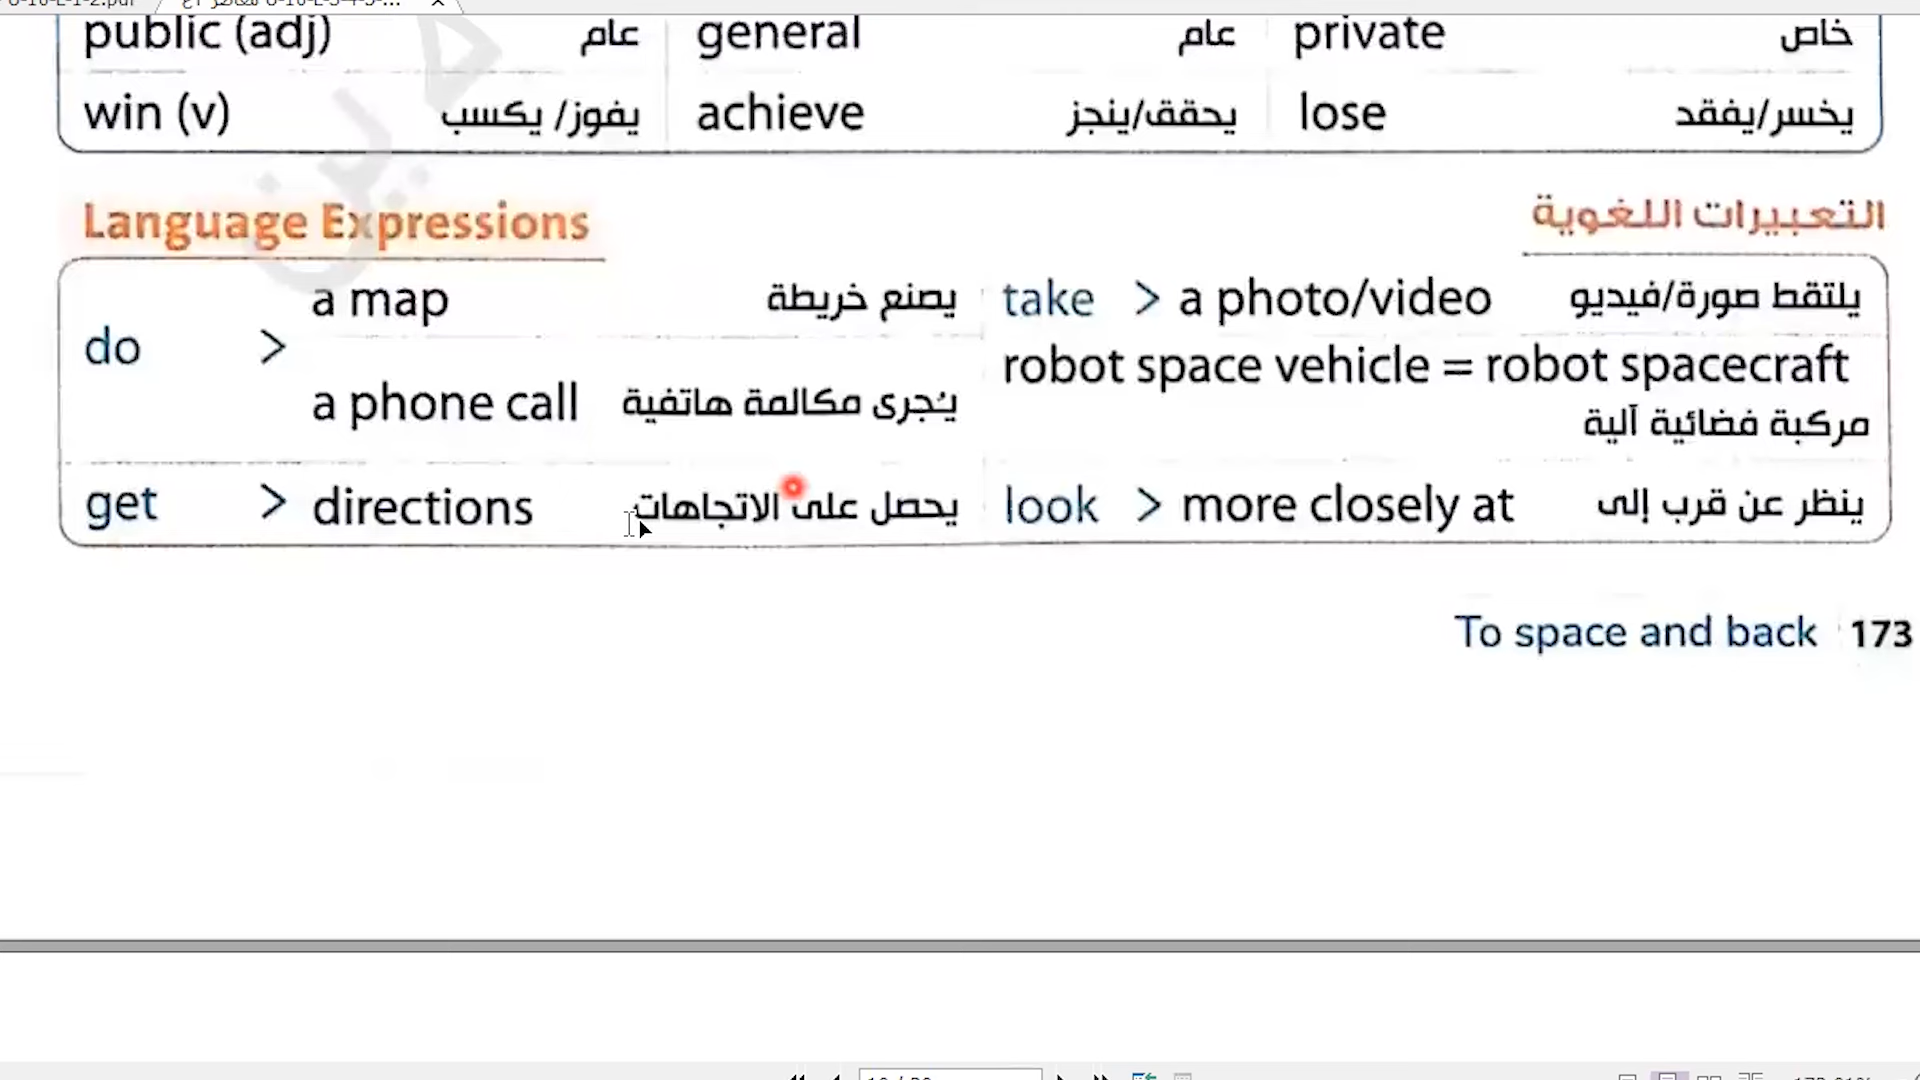 public (adj) عام general عام private خاص
win (v) يفوز/ يكسب achieve يحقق/ينجز lose يخسر/يفقد
Language Expressions التعبيرات اللغوية
do > a map يصنع خريطة
a phone call يُجرى مكالمة هاتفية
get > directions يحصل على الاتجاهات
take > a photo/video يلتقط صورة/فيديو
robot space vehicle = robot spacecraft
مركبة فضائية آلية
look > more closely at ينظر عن قرب إلى
To space and back 173